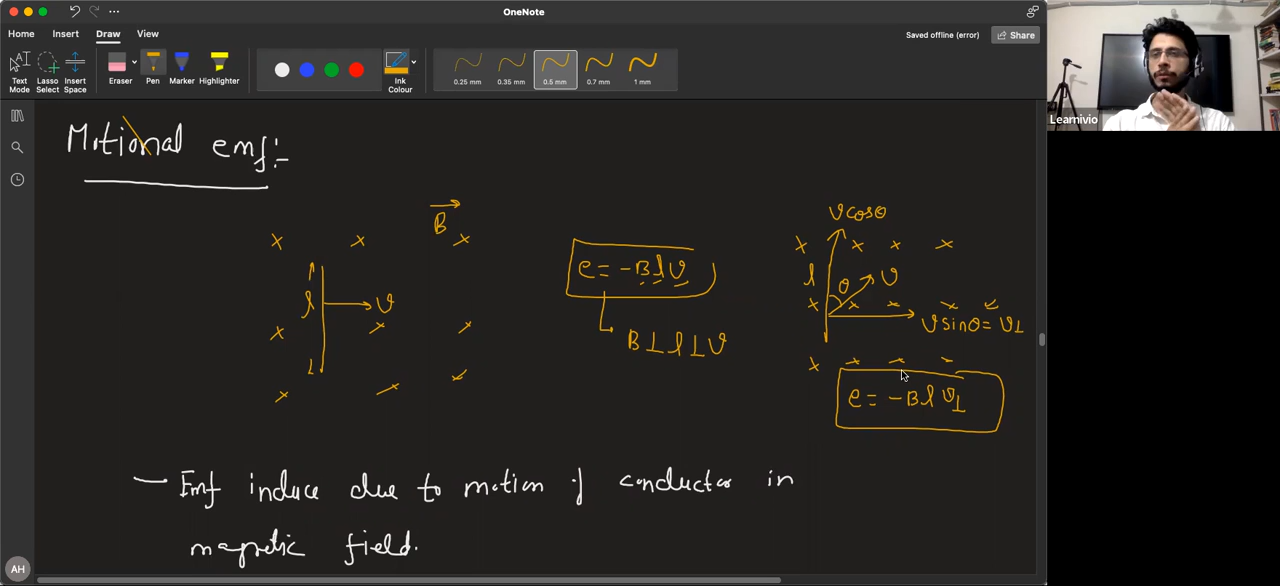 OneNote
Home Insert Draw View
Saved offline (error) Share
Text Mode Lasso Select Insert Space Eraser Pen Marker Highlighter Ink Colour 0.25 mm 0.35 mm 0.5 mm 0.7 mm 1 mm
Learnivio
Motional emf:-
B
v cosθ
e = -Blv
l v
l θ v
v sinθ = v⊥
B ⊥ l ⊥ v
e = -Blv⊥
— Emf induce due to motion of conductor in
magnetic field.
AH